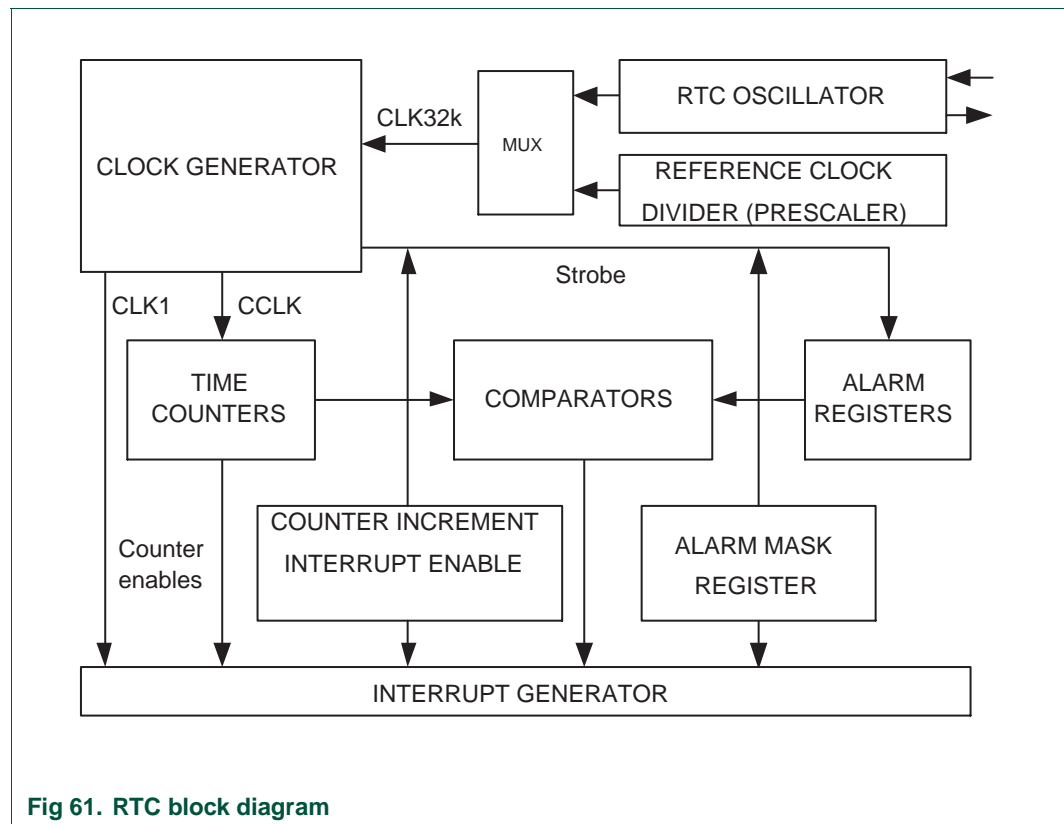 RTC OSCILLATOR
CLK32k
MUX
CLOCK GENERATOR
REFERENCE CLOCK
DIVIDER (PRESCALER)
Strobe
CLK1
CCLK
TIME
COUNTERS
COMPARATORS
ALARM
REGISTERS
COUNTER INCREMENT
INTERRUPT ENABLE
ALARM MASK
REGISTER
Counter
enables
INTERRUPT GENERATOR
Fig 61. RTC block diagram